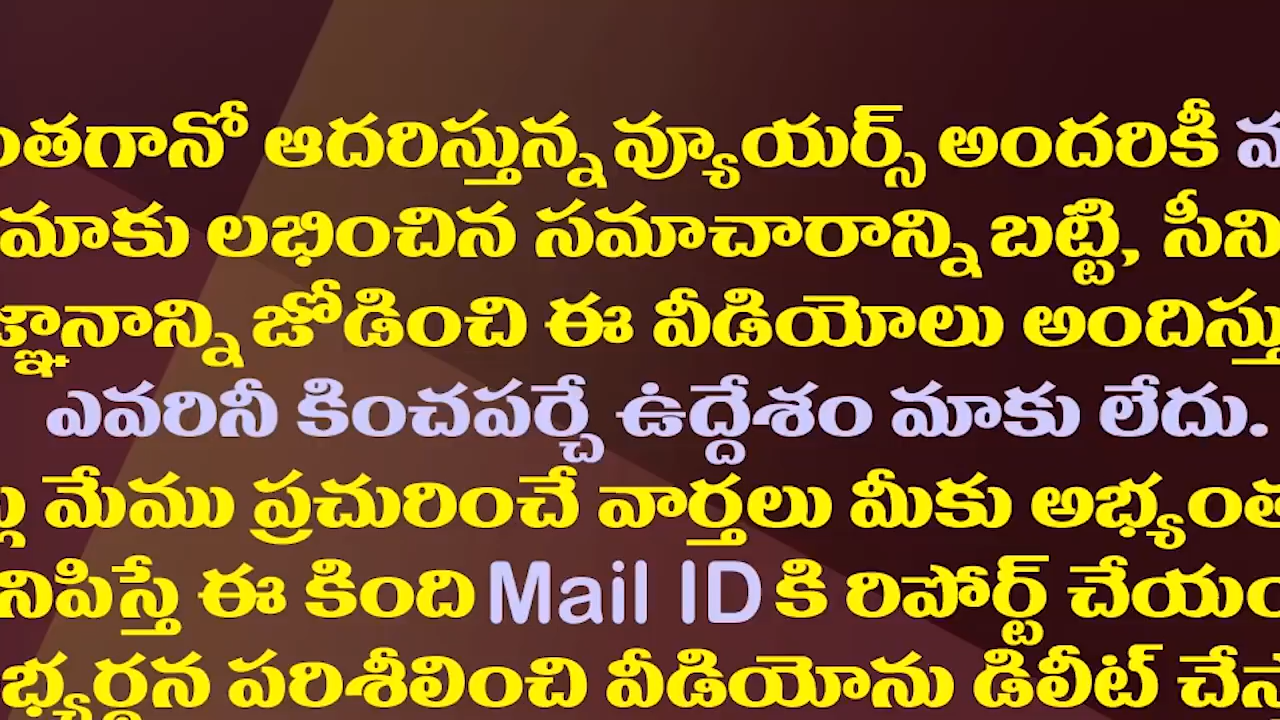 ఆదరిస్తున్న వ్యూయర్స్ అందరికీ
మాకు లభించిన సమాచారాన్ని బట్టి,
జోడించి ఈ వీడియోలు
ఎవరినీ కించపర్చే ఉద్దేశం మాకు లేదు.
మేము ప్రచురించే వార్తలు మీకు
ఈ కింది Mail ID కి రిపోర్ట్
పరిశీలించి వీడియోను డిలీట్